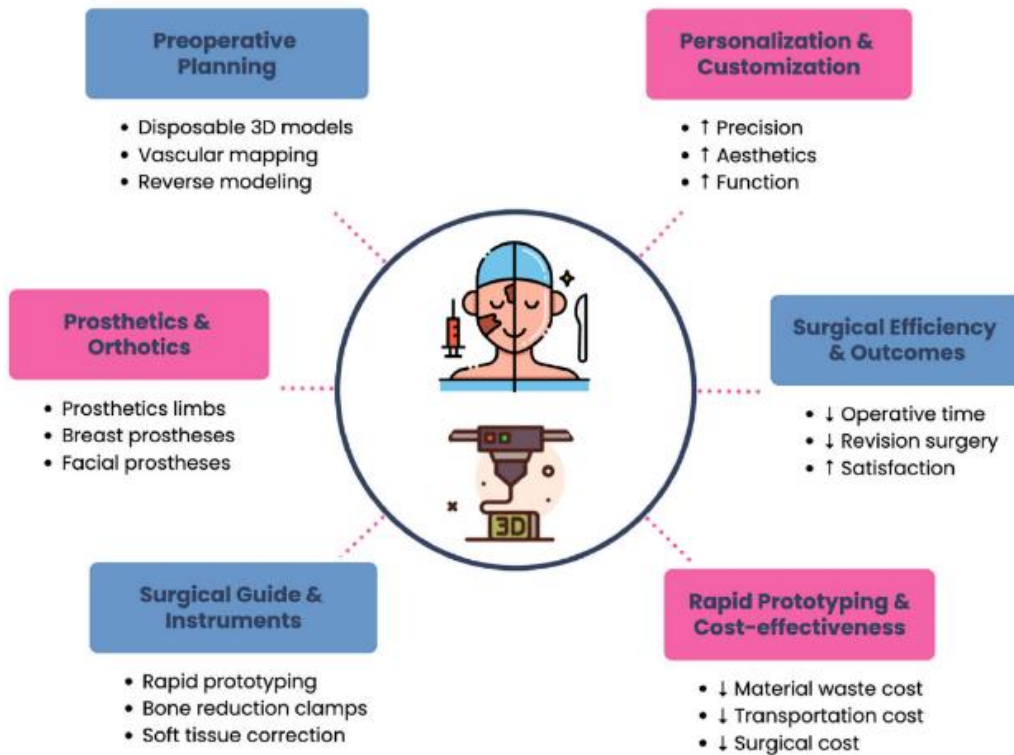 Preoperative
Planning
• Disposable 3D models
• Vascular mapping
• Reverse modeling
Personalization &
Customization
• ↑ Precision
• ↑ Aesthetics
• ↑ Function
Prosthetics &
Orthotics
• Prosthetics limbs
• Breast prostheses
• Facial prostheses
Surgical Efficiency
& Outcomes
• ↓ Operative time
• ↓ Revision surgery
• ↑ Satisfaction
3D
Surgical Guide &
Instruments
• Rapid prototyping
• Bone reduction clamps
• Soft tissue correction
Rapid Prototyping &
Cost-effectiveness
• ↓ Material waste cost
• ↓ Transportation cost
• ↓ Surgical cost